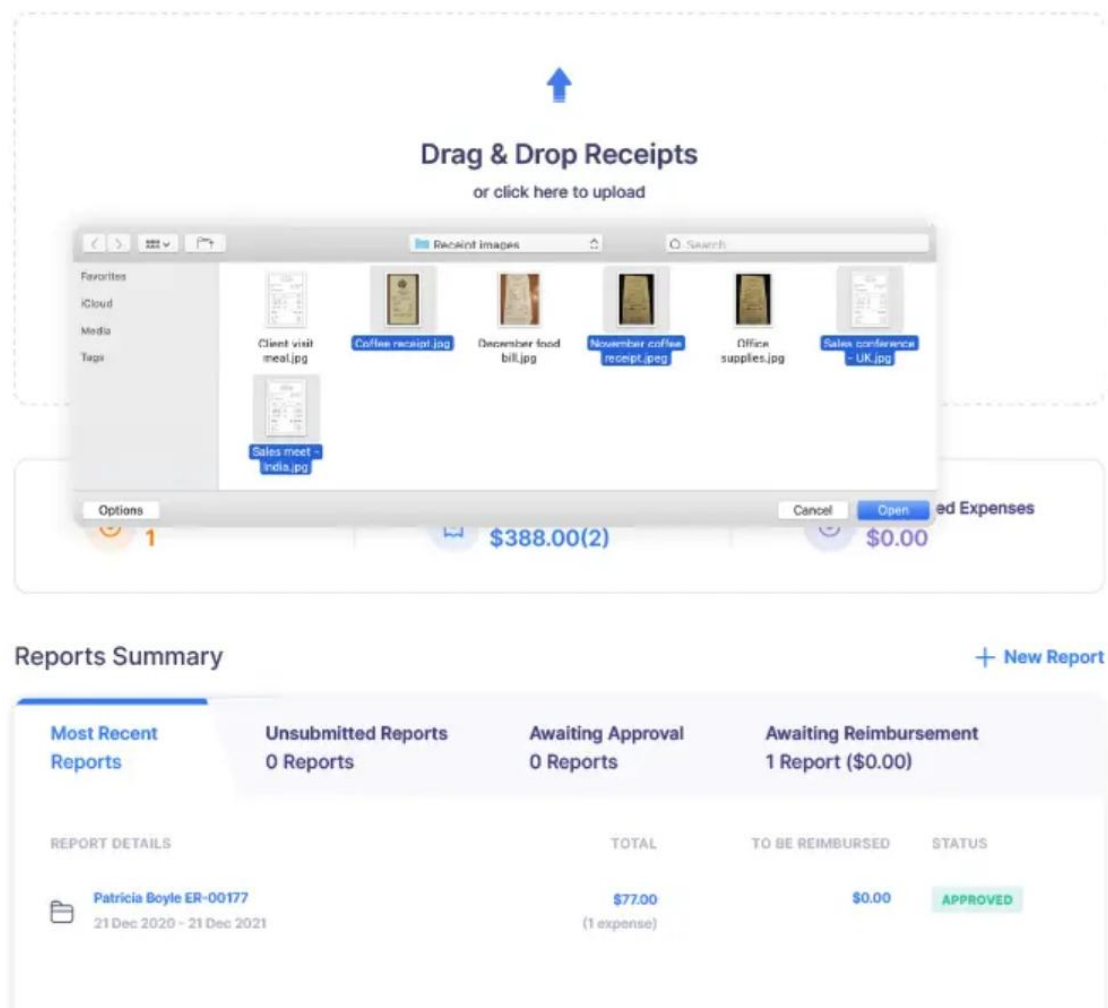 Drag & Drop Receipts
or click here to upload
Receipt images
Search
Favorites
iCloud
Media
Tags
Client visit
meal.jpg
Coffee receipt.jpg
December food
bill.jpg
November coffee
receipt.jpeg
Office
supplies.jpg
Sales conference
- UK.jpg
Sales meet -
India.jpg
Options
Cancel
Open
ed Expenses
1
$388.00(2)
$0.00
Reports Summary
+ New Report
Most Recent
Reports
Unsubmitted Reports
0 Reports
Awaiting Approval
0 Reports
Awaiting Reimbursement
1 Report ($0.00)
REPORT DETAILS
TOTAL
TO BE REIMBURSED
STATUS
Patricia Boyle ER-00177
$77.00
$0.00
APPROVED
21 Dec 2020 - 21 Dec 2021
(1 expense)